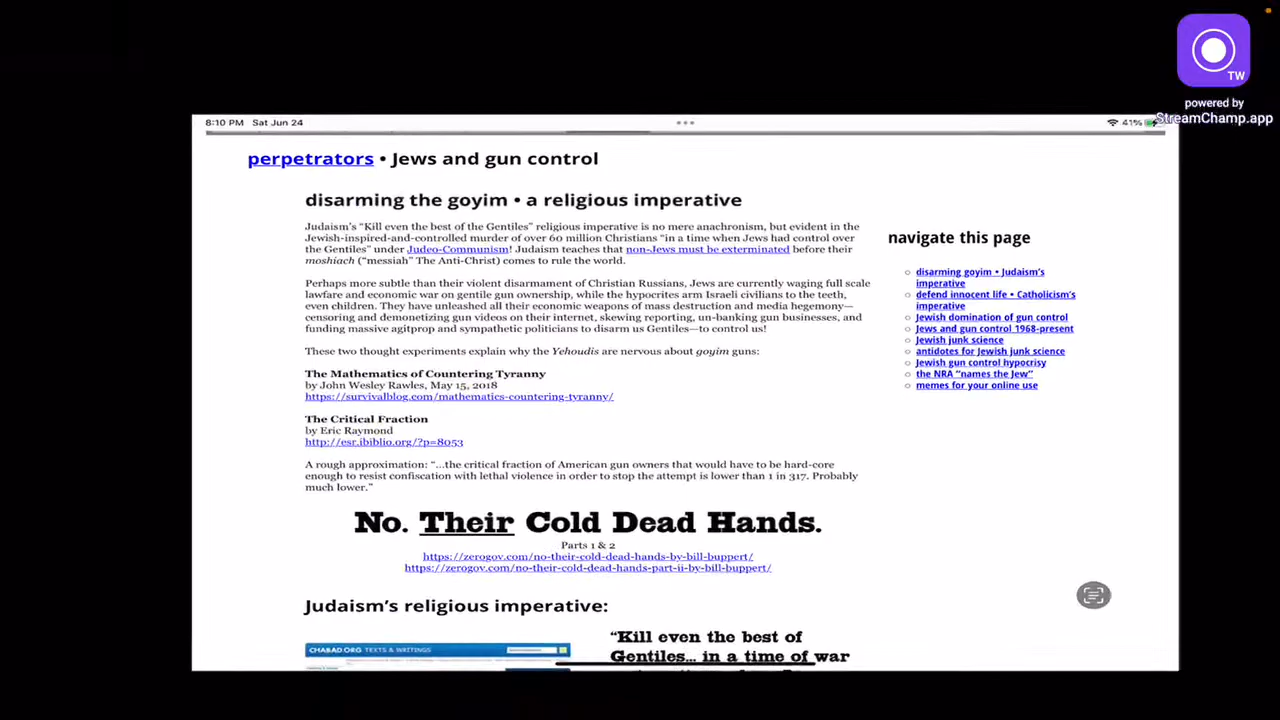 TW
powered by
StreamChamp.app
8:10 PM Sat Jun 24
41%
perpetrators • Jews and gun control
disarming the goyim • a religious imperative
Judaism's “Kill even the best of the Gentiles” religious imperative is no mere anachronism, but evident in the
Jewish-inspired-and-controlled murder of over 60 million Christians “in a time when Jews had control over
the Gentiles” under Judeo-Communism! Judaism teaches that non-Jews must be exterminated before their
moshiach (“messiah” The Anti-Christ) comes to rule the world.
Perhaps more subtle than their violent disarmament of Christian Russians, Jews are currently waging full scale
lawfare and economic war on gentile gun ownership, while the hypocrites arm Israeli civilians to the teeth,
even children. They have unleashed all their economic weapons of mass destruction and media hegemony—
censoring and demonetizing gun videos on their internet, skewing reporting, un-banking gun businesses, and
funding massive agitprop and sympathetic politicians to disarm us Gentiles—to control us!
These two thought experiments explain why the Yehoudis are nervous about goyim guns:
The Mathematics of Countering Tyranny
by John Wesley Rawles, May 15, 2018
https://survivalblog.com/mathematics-countering-tyranny/
The Critical Fraction
by Eric Raymond
http://esr.ibiblio.org/?p=8053
A rough approximation: “…the critical fraction of American gun owners that would have to be hard-core
enough to resist confiscation with lethal violence in order to stop the attempt is lower than 1 in 317. Probably
much lower.”
No. Their Cold Dead Hands.
Parts 1 & 2
https://zerogov.com/no-their-cold-dead-hands-by-bill-buppert/
https://zerogov.com/no-their-cold-dead-hands-part-ii-by-bill-buppert/
Judaism's religious imperative:
CHABAD.ORG TEXTS & WRITINGS
“Kill even the best of
Gentiles… in a time of war
navigate this page
disarming goyim • Judaism's
imperative
defend innocent life • Catholicism's
imperative
Jewish domination of gun control
Jews and gun control 1968-present
Jewish junk science
antidotes for Jewish junk science
Jewish gun control hypocrisy
the NRA “names the Jew”
memes for your online use